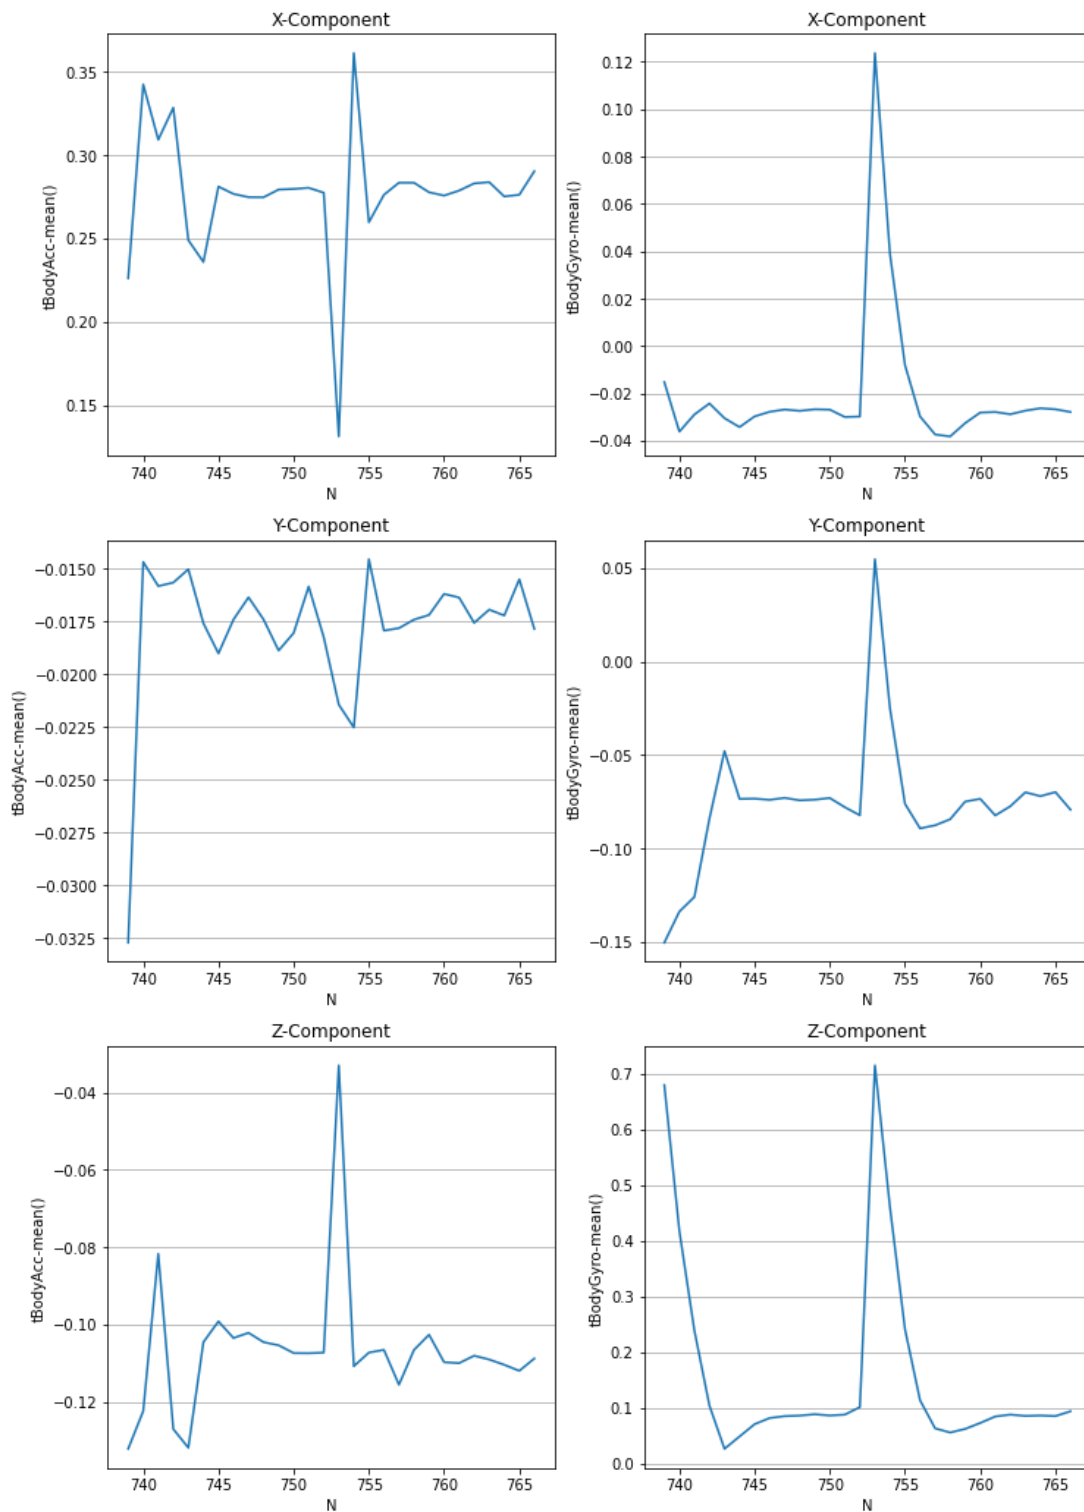 X-Component
tBodyAcc-mean()
0.35
0.30
0.25
0.20
0.15
740 745 750 755 760 765
N
X-Component
tBodyGyro-mean()
0.12
0.10
0.08
0.06
0.04
0.02
0.00
−0.02
−0.04
740 745 750 755 760 765
N
Y-Component
tBodyAcc-mean()
−0.0150
−0.0175
−0.0200
−0.0225
−0.0250
−0.0275
−0.0300
−0.0325
740 745 750 755 760 765
N
Y-Component
tBodyGyro-mean()
0.05
0.00
−0.05
−0.10
−0.15
740 745 750 755 760 765
N
Z-Component
tBodyAcc-mean()
−0.04
−0.06
−0.08
−0.10
−0.12
740 745 750 755 760 765
N
Z-Component
tBodyGyro-mean()
0.7
0.6
0.5
0.4
0.3
0.2
0.1
0.0
740 745 750 755 760 765
N